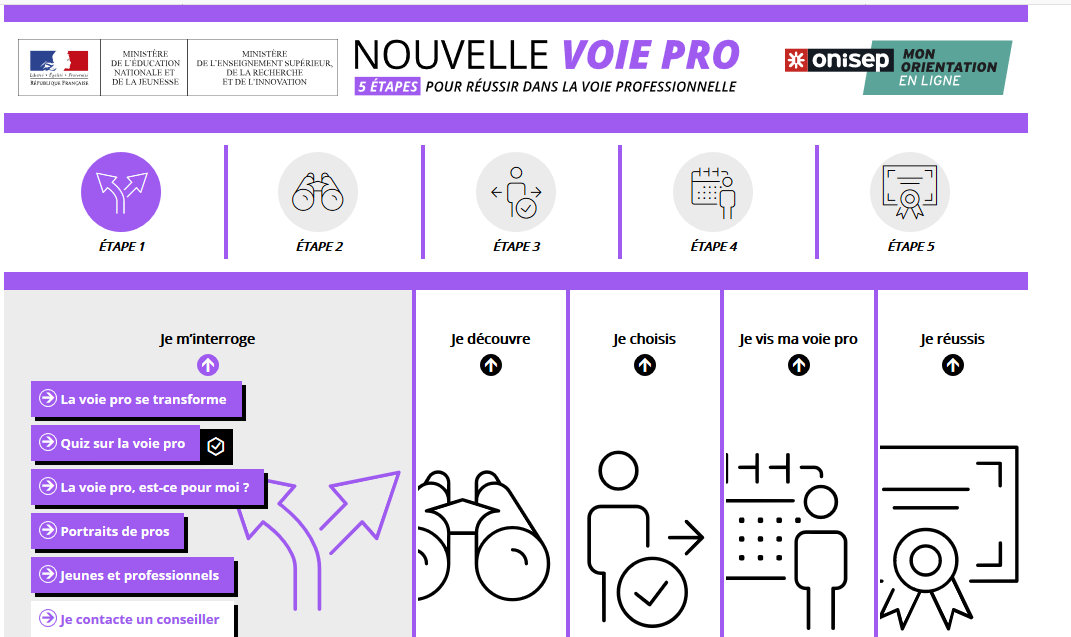 Liberté • Égalité • Fraternité
RÉPUBLIQUE FRANÇAISE
MINISTÈRE
DE L'ÉDUCATION
NATIONALE ET
DE LA JEUNESSE
MINISTÈRE
DE L'ENSEIGNEMENT SUPÉRIEUR,
DE LA RECHERCHE
ET DE L'INNOVATION
NOUVELLE VOIE PRO
5 ÉTAPES POUR RÉUSSIR DANS LA VOIE PROFESSIONNELLE
onisep
MON
ORIENTATION
EN LIGNE
ÉTAPE 1
ÉTAPE 2
ÉTAPE 3
ÉTAPE 4
ÉTAPE 5
Je m’interroge
La voie pro se transforme
Quiz sur la voie pro
La voie pro, est-ce pour moi ?
Portraits de pros
Jeunes et professionnels
Je contacte un conseiller
Je découvre
Je choisis
Je vis ma voie pro
Je réussis